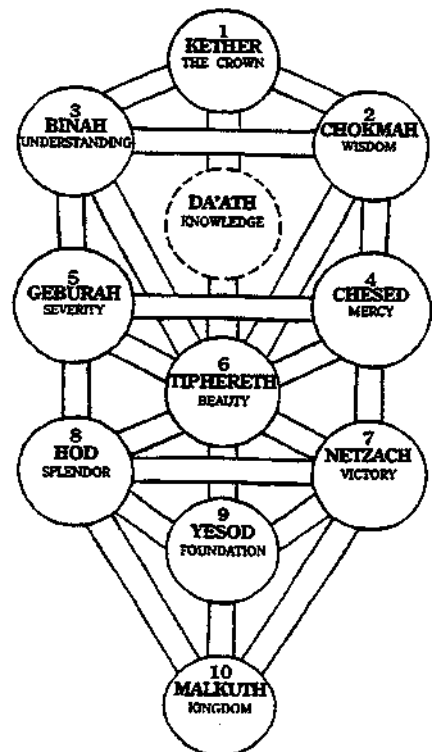 1
KETHER
THE CROWN
3
BINAH
UNDERSTANDING
2
CHOKMAH
WISDOM
DA'ATH
KNOWLEDGE
5
GEBURAH
SEVERITY
4
CHESED
MERCY
6
TIPHERETH
BEAUTY
8
HOD
SPLENDOR
7
NETZACH
VICTORY
9
YESOD
FOUNDATION
10
MALKUTH
KINGDOM